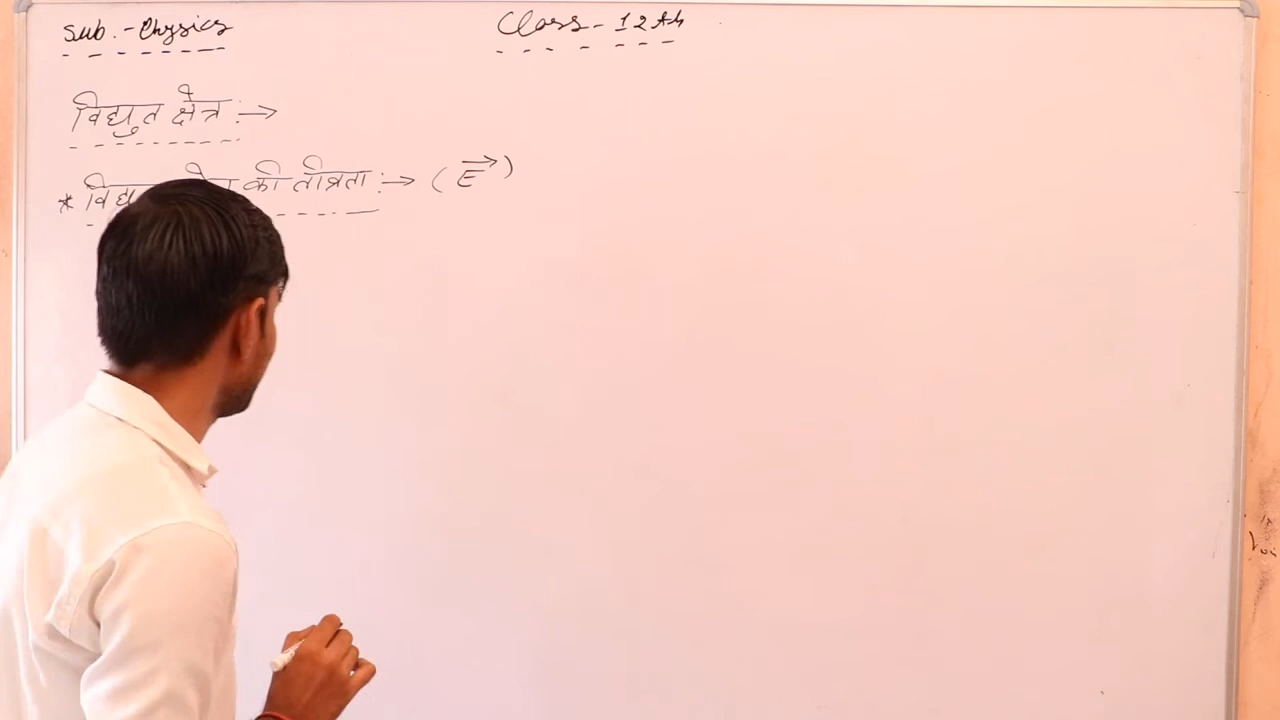 Sub. - Physics
Class - 12th
विद्युत क्षेत्र :→
* की तीव्रता :→ (E⃗)